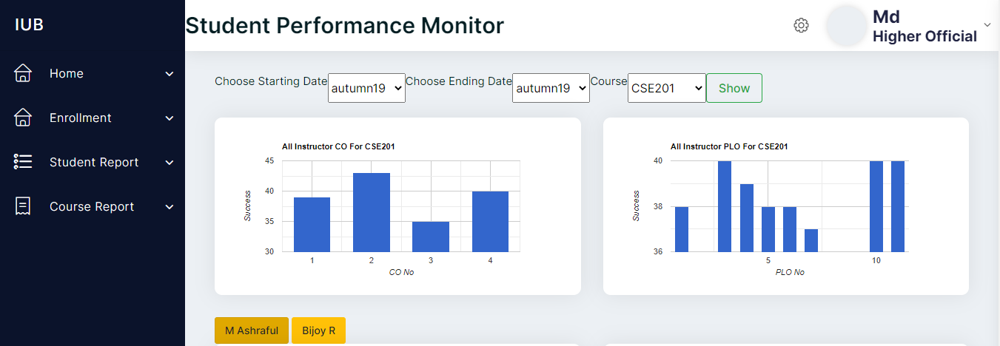 IUB
Student Performance Monitor
Md
Higher Official
Home
Enrollment
Student Report
Course Report
Choose Starting Date autumn19 Choose Ending Date autumn19 Course CSE201 Show
All Instructor CO For CSE201
45
40
35
30
Success
1 2 3 4
CO No
All Instructor PLO For CSE201
40
38
36
Success
5 10
PLO No
M Ashraful Bijoy R